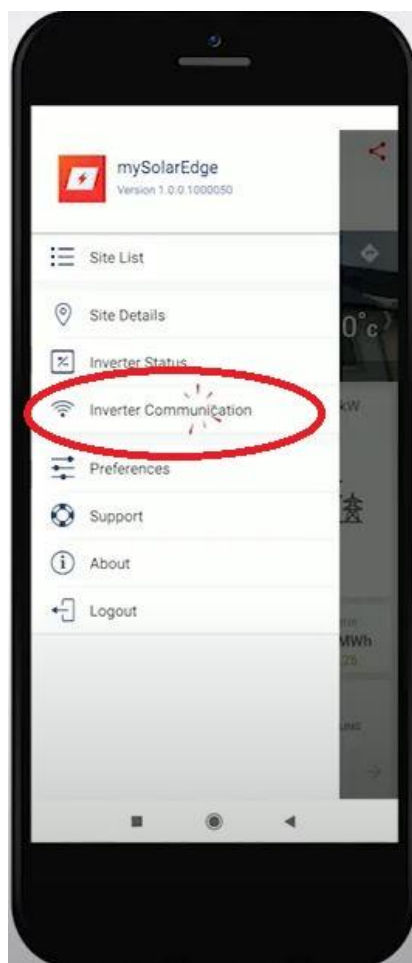 mySolarEdge
Version 1.0.0.1000050
Site List
Site Details
0°c
Inverter Status
Inverter Communication
kW
Preferences
Support
About
MWh
Logout